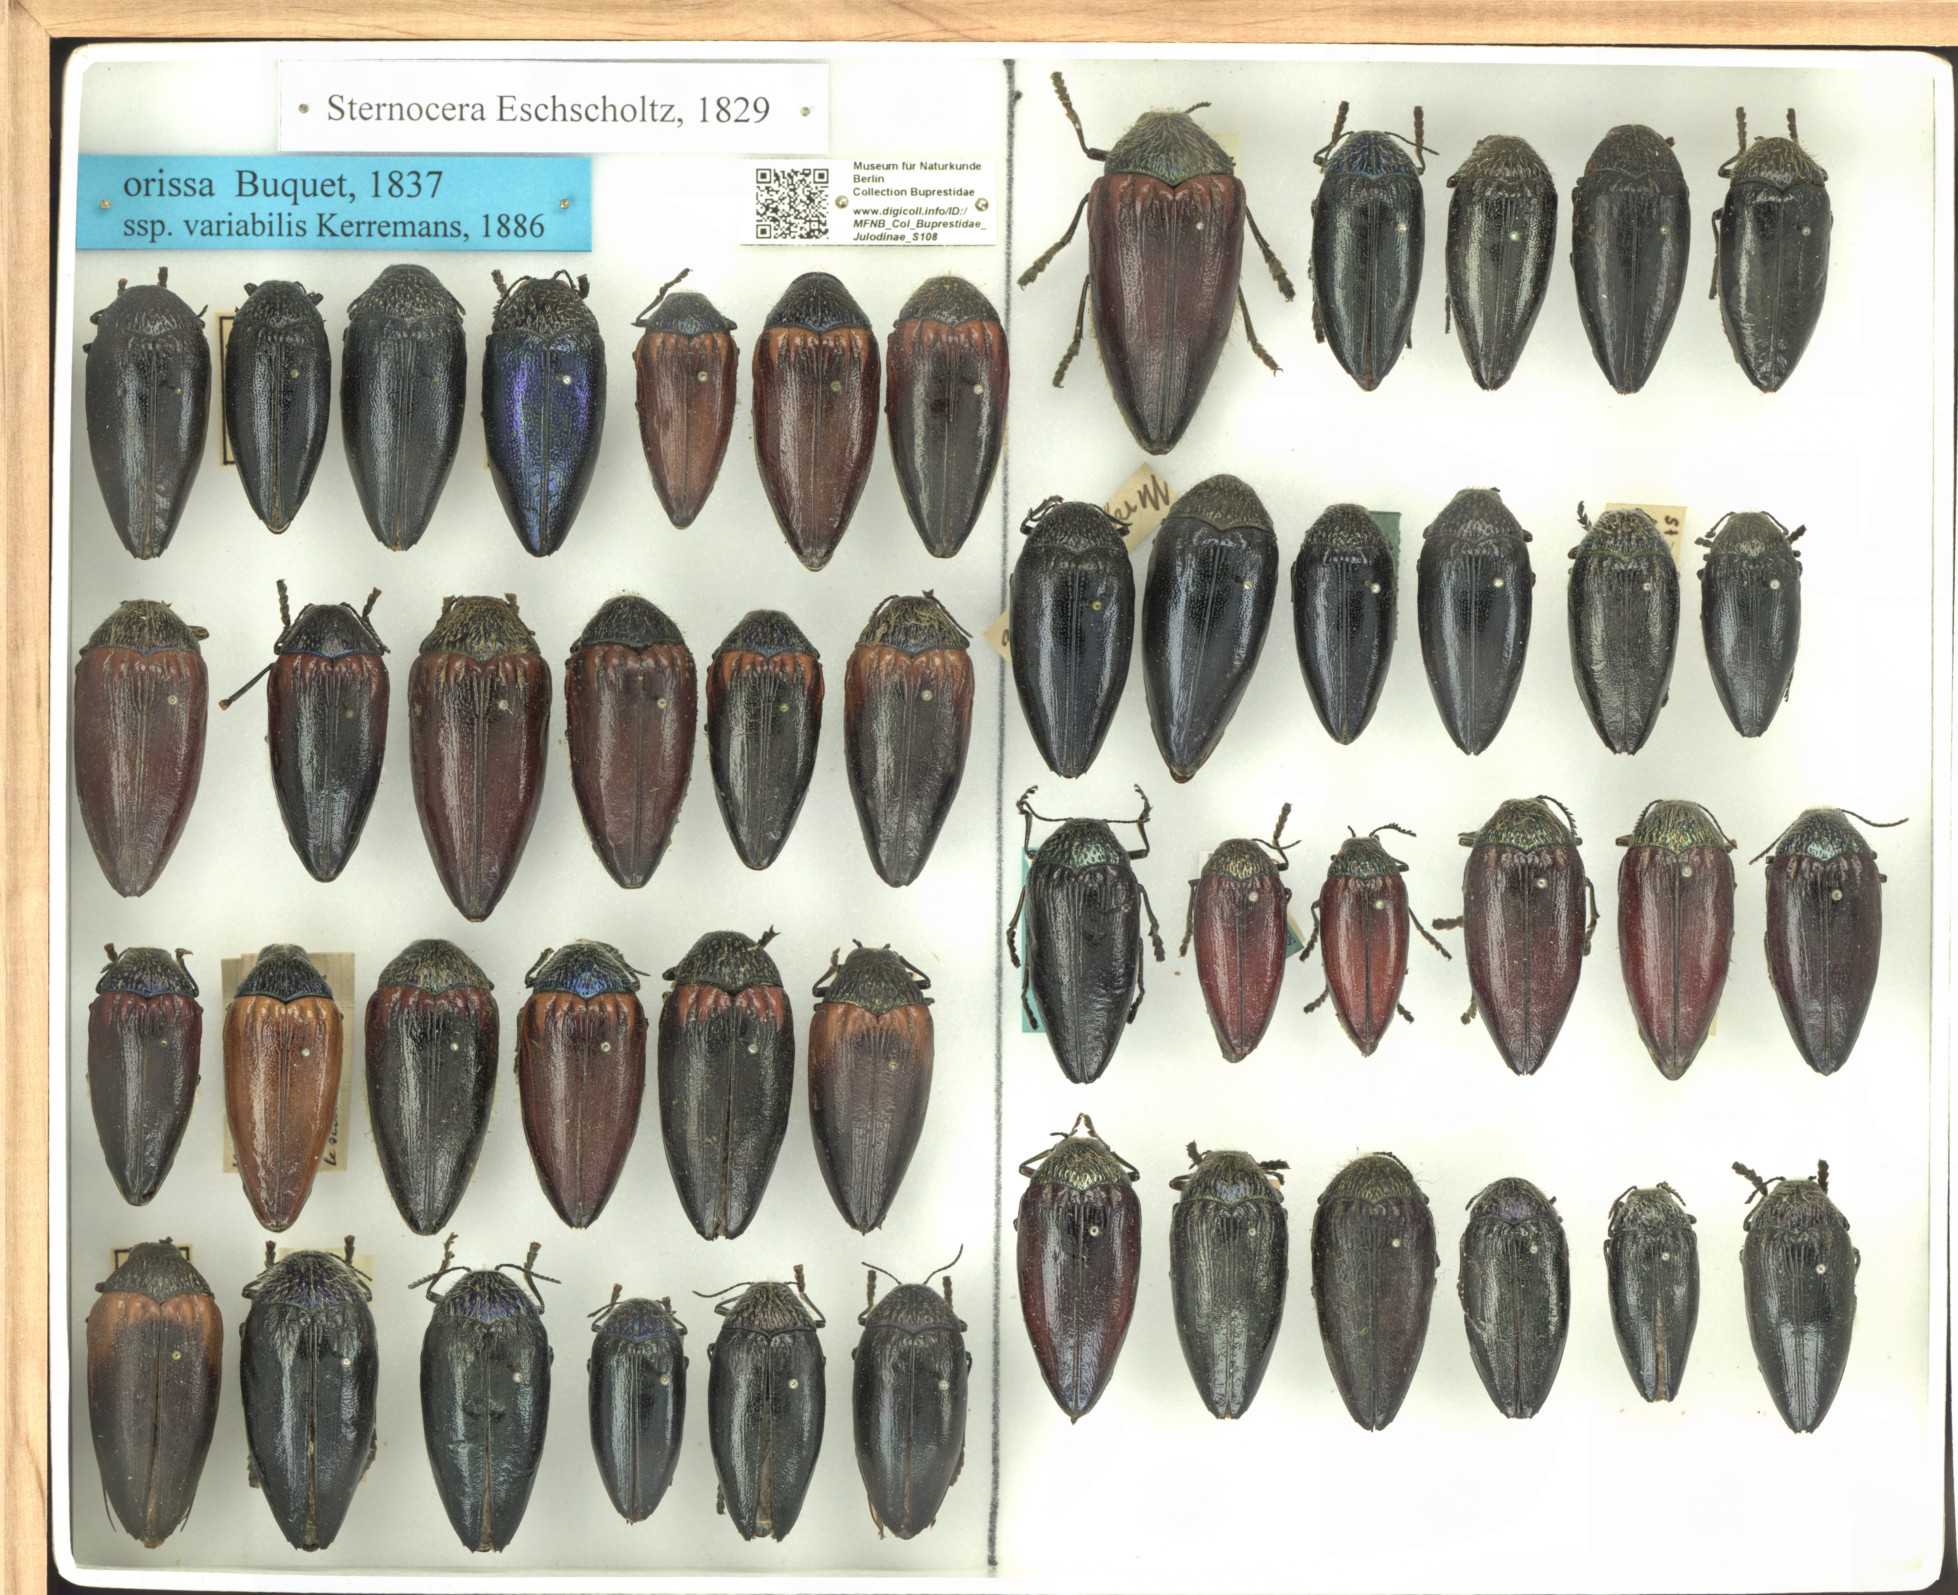 Sternocera Eschscholtz, 1829
orissa Buquet, 1837
ssp. variabilis Kerremans, 1886
Museum für Naturkunde
Berlin
Collection Buprestidae
www.digicoll.info/ID:/
MFNB_Col_Buprestidae_
Julodinae_S108